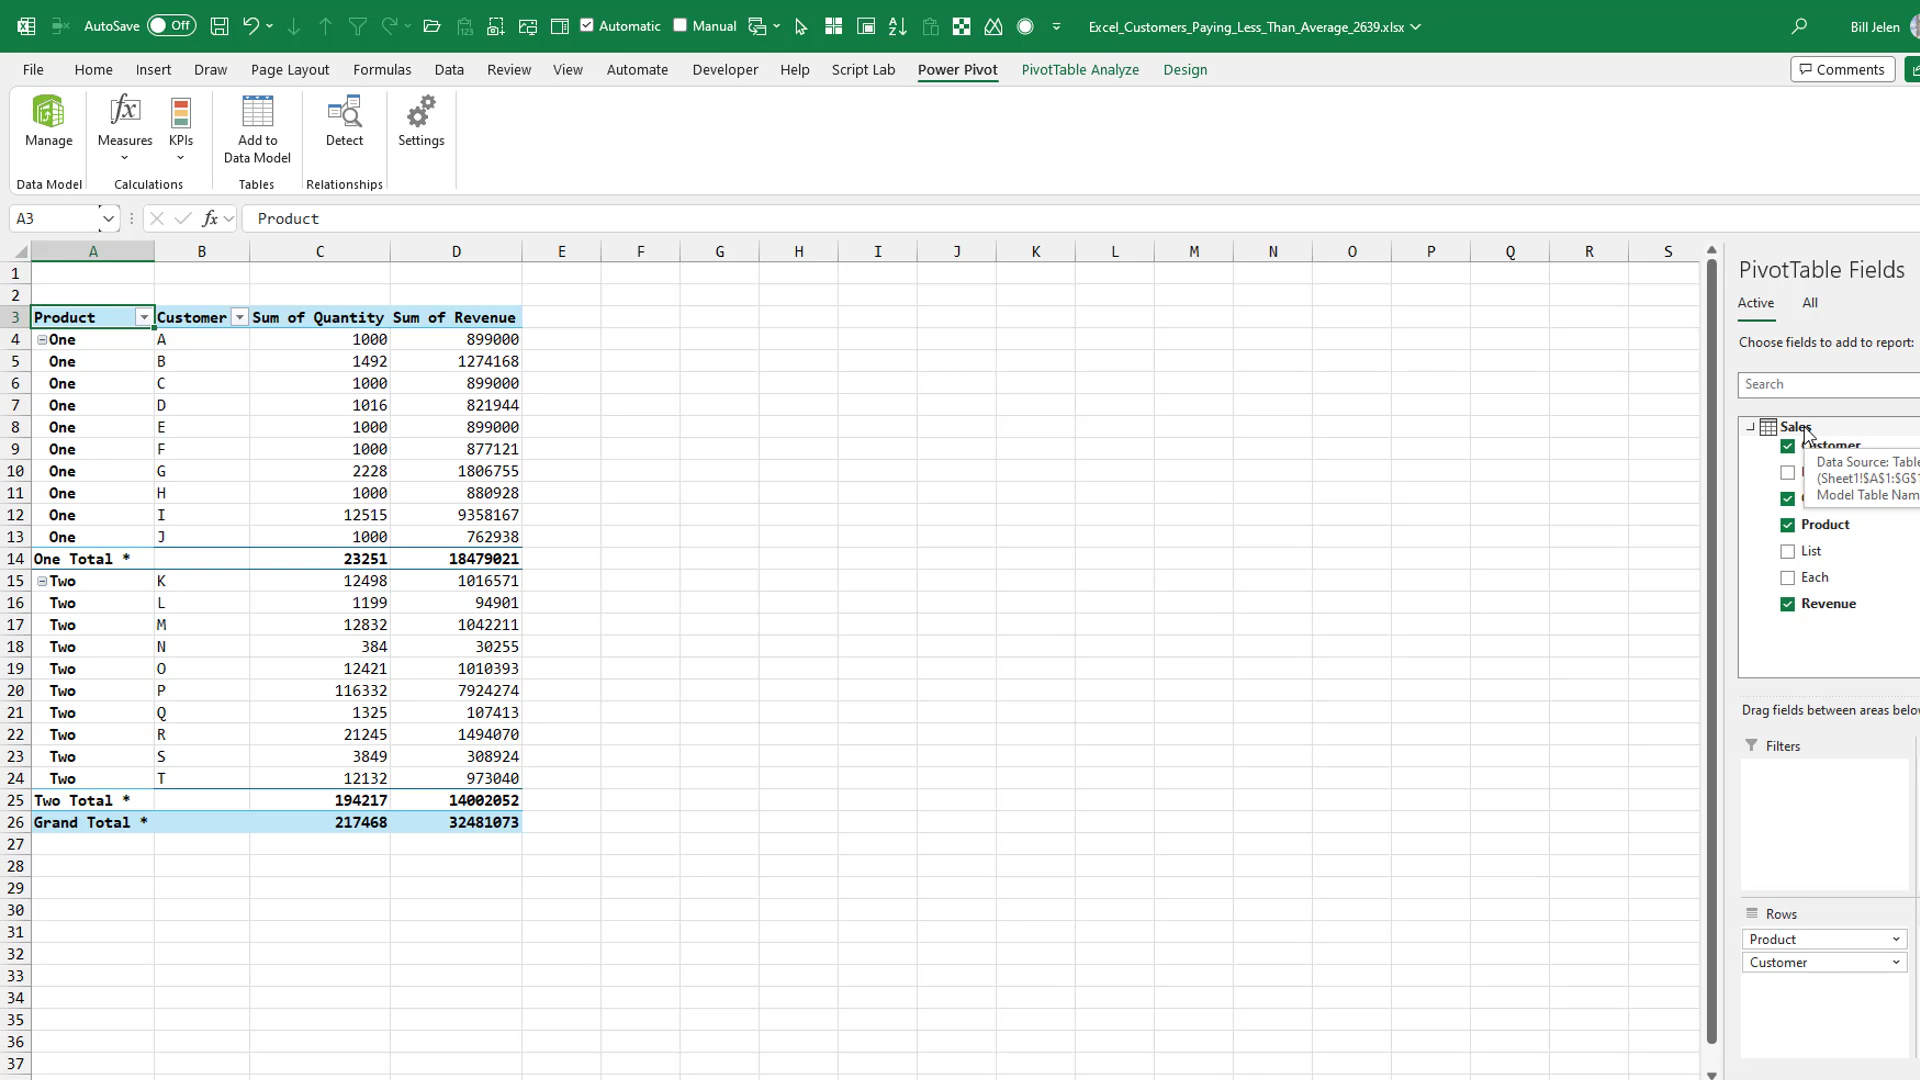 AutoSave Off Automatic Manual Excel_Customers_Paying_Less_Than_Average_2639.xlsx Bill Jelen
File Home Insert Draw Page Layout Formulas Data Review View Automate Developer Help Script Lab Power Pivot PivotTable Analyze Design Comments
Manage Measures KPIs Add to Data Model Detect Settings
Data Model Calculations Tables Relationships
A3 fx Product
A B C D E F G H I J K L M N O P Q R S
1
2
3 Product Customer Sum of Quantity Sum of Revenue
4 One A 1000 899000
5 One B 1492 1274168
6 One C 1000 899000
7 One D 1016 821944
8 One E 1000 899000
9 One F 1000 877121
10 One G 2228 1806755
11 One H 1000 880928
12 One I 12515 9358167
13 One J 1000 762938
14 One Total * 23251 18479021
15 Two K 12498 1016571
16 Two L 1199 94901
17 Two M 12832 1042211
18 Two N 384 30255
19 Two O 12421 1010393
20 Two P 116332 7924274
21 Two Q 1325 107413
22 Two R 21245 1494070
23 Two S 3849 308924
24 Two T 12132 973040
25 Two Total * 194217 14002052
26 Grand Total * 217468 32481073
27
28
29
30
31
32
33
34
35
36
37
PivotTable Fields
Active All
Choose fields to add to report:
Search
Sales
Customer
Data Source: Table
(Sheet1!$A$1:$G$1
Model Table Nam
Product
List
Each
Revenue
Drag fields between areas belo
Filters
Rows
Product
Customer